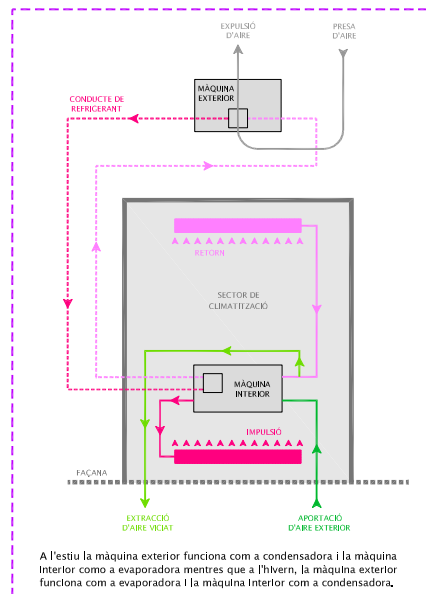 EXPULSIÓ
D'AIRE
PRESA
D'AIRE
MÀQUINA
EXTERIOR
CONDUCTE DE
REFRIGERANT
RETORN
SECTOR DE
CLIMATITZACIÓ
MÀQUINA
INTERIOR
IMPULSIÓ
FAÇANA
EXTRACCIÓ
D'AIRE VICIAT
APORTACIÓ
D'AIRE EXTERIOR
A l'estiu la màquina exterior funciona com a condensadora i la màquina
interior como a evaporadora mentres que a l'hivern, la màquina exterior
funciona com a evaporadora i la màquina interior com a condensadora.